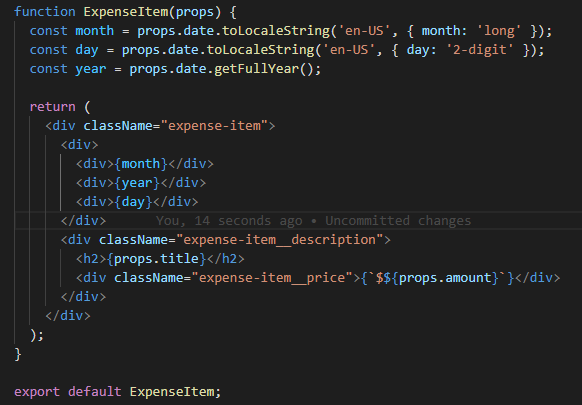 function ExpenseItem(props) {
  const month = props.date.toLocaleString('en-US', { month: 'long' });
  const day = props.date.toLocaleString('en-US', { day: '2-digit' });
  const year = props.date.getFullYear();

  return (
    <div className="expense-item">
      <div>
        <div>{month}</div>
        <div>{year}</div>
        <div>{day}</div>
      </div>       You, 14 seconds ago • Uncommitted changes
      <div className="expense-item__description">
        <h2>{props.title}</h2>
        <div className="expense-item__price">{`$${props.amount}`}</div>
      </div>
    </div>
  );
}

export default ExpenseItem;